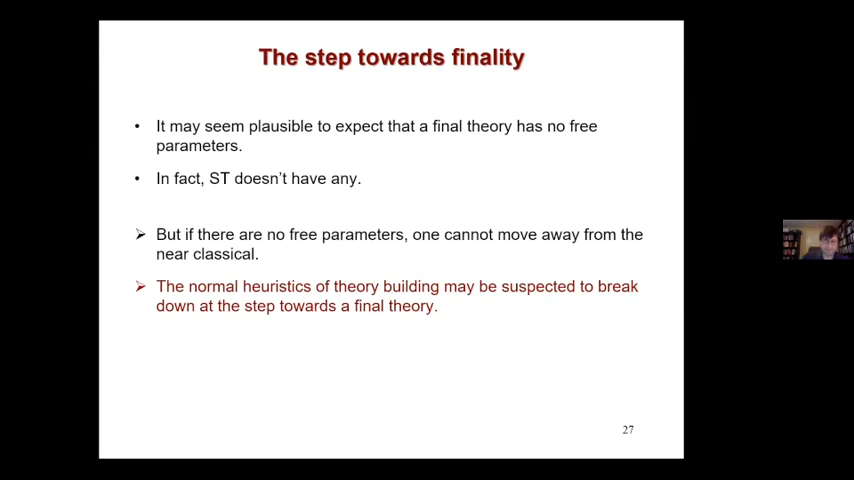 The step towards finality
• It may seem plausible to expect that a final theory has no free
parameters.
• In fact, ST doesn't have any.
➢ But if there are no free parameters, one cannot move away from the
near classical.
➢ The normal heuristics of theory building may be suspected to break
down at the step towards a final theory.
27